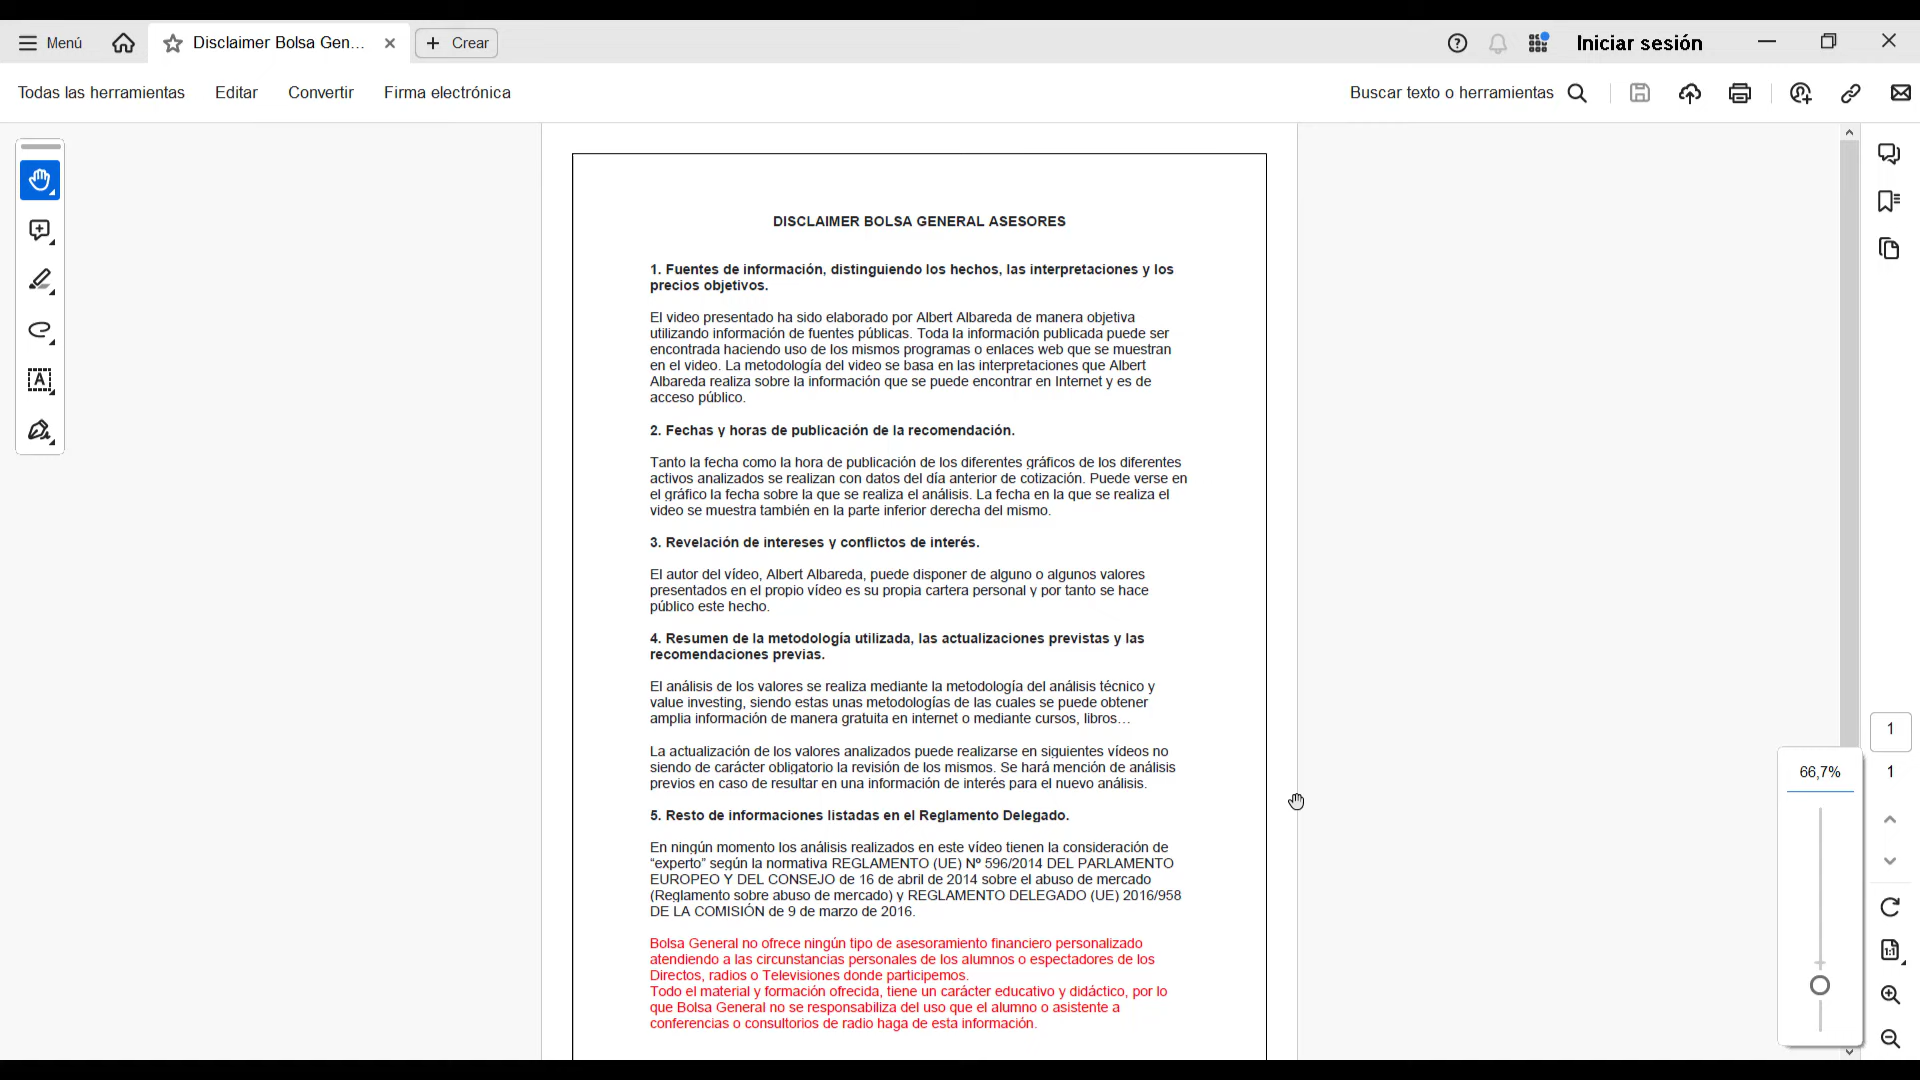 Menú
Disclaimer Bolsa Gen...
Crear
Iniciar sesión
Todas las herramientas
Editar
Convertir
Firma electrónica
Buscar texto o herramientas
DISCLAIMER BOLSA GENERAL ASESORES
1. Fuentes de información, distinguiendo los hechos, las interpretaciones y los
precios objetivos.
El video presentado ha sido elaborado por Albert Albareda de manera objetiva
utilizando información de fuentes públicas. Toda la información publicada puede ser
encontrada haciendo uso de los mismos programas o enlaces web que se muestran
en el video. La metodología del video se basa en las interpretaciones que Albert
Albareda realiza sobre la información que se puede encontrar en Internet y es de
acceso público.
2. Fechas y horas de publicación de la recomendación.
Tanto la fecha como la hora de publicación de los diferentes gráficos de los diferentes
activos analizados se realizan con datos del día anterior de cotización. Puede verse en
el gráfico la fecha sobre la que se realiza el análisis. La fecha en la que se realiza el
video se muestra también en la parte inferior derecha del mismo.
3. Revelación de intereses y conflictos de interés.
El autor del vídeo, Albert Albareda, puede disponer de alguno o algunos valores
presentados en el propio vídeo es su propia cartera personal y por tanto se hace
público este hecho.
4. Resumen de la metodología utilizada, las actualizaciones previstas y las
recomendaciones previas.
El análisis de los valores se realiza mediante la metodología del análisis técnico y
value investing, siendo estas unas metodologías de las cuales se puede obtener
amplia información de manera gratuita en internet o mediante cursos, libros…
La actualización de los valores analizados puede realizarse en siguientes vídeos no
siendo de carácter obligatorio la revisión de los mismos. Se hará mención de análisis
previos en caso de resultar en una información de interés para el nuevo análisis.
5. Resto de informaciones listadas en el Reglamento Delegado.
En ningún momento los análisis realizados en este vídeo tienen la consideración de
“experto” según la normativa REGLAMENTO (UE) Nº 596/2014 DEL PARLAMENTO
EUROPEO Y DEL CONSEJO de 16 de abril de 2014 sobre el abuso de mercado
(Reglamento sobre abuso de mercado) y REGLAMENTO DELEGADO (UE) 2016/958
DE LA COMISIÓN de 9 de marzo de 2016.
Bolsa General no ofrece ningún tipo de asesoramiento financiero personalizado
atendiendo a las circunstancias personales de los alumnos o espectadores de los
Directos, radios o Televisiones donde participemos.
Todo el material y formación ofrecida, tiene un carácter educativo y didáctico, por lo
que Bolsa General no se responsabiliza del uso que el alumno o asistente a
conferencias o consultorios de radio haga de esta información.
1
66,7%
1